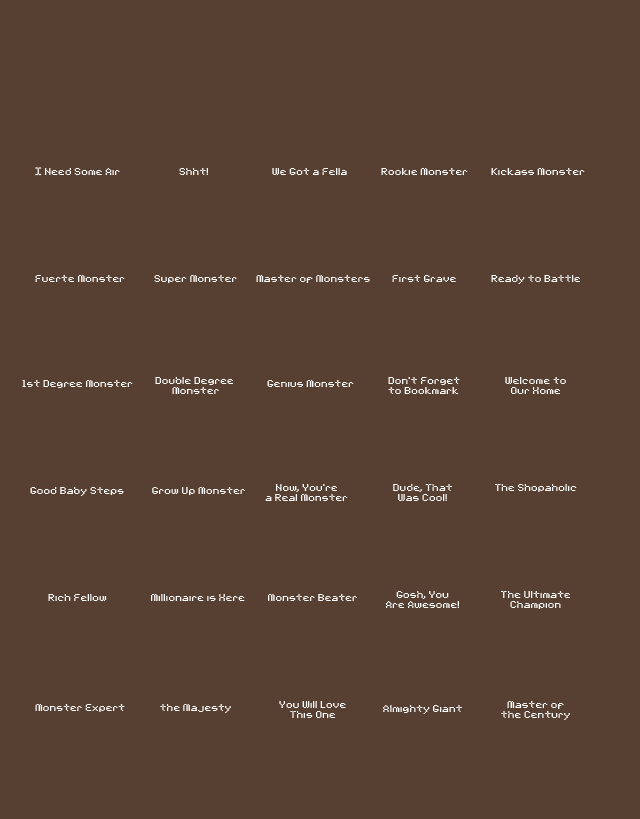 I Need Some Air
Shht!
We Got a Fella
Rookie Monster
Kickass Monster
Fuerte Monster
Super Monster
Master of Monsters
First Grave
Ready to Battle
1st Degree Monster
Double Degree
Monster
Genius Monster
Don't Forget
to Bookmark
Welcome to
Our Home
Good Baby Steps
Grow Up Monster
Now, You're
a Real Monster
Dude, That
Was Cool!
The Shopaholic
Rich Fellow
Millionaire is Here
Monster Beater
Gosh, You
Are Awesome!
The Ultimate
Champion
Monster Expert
the Majesty
You Will Love
This One
Almighty Giant
Master of
the Century